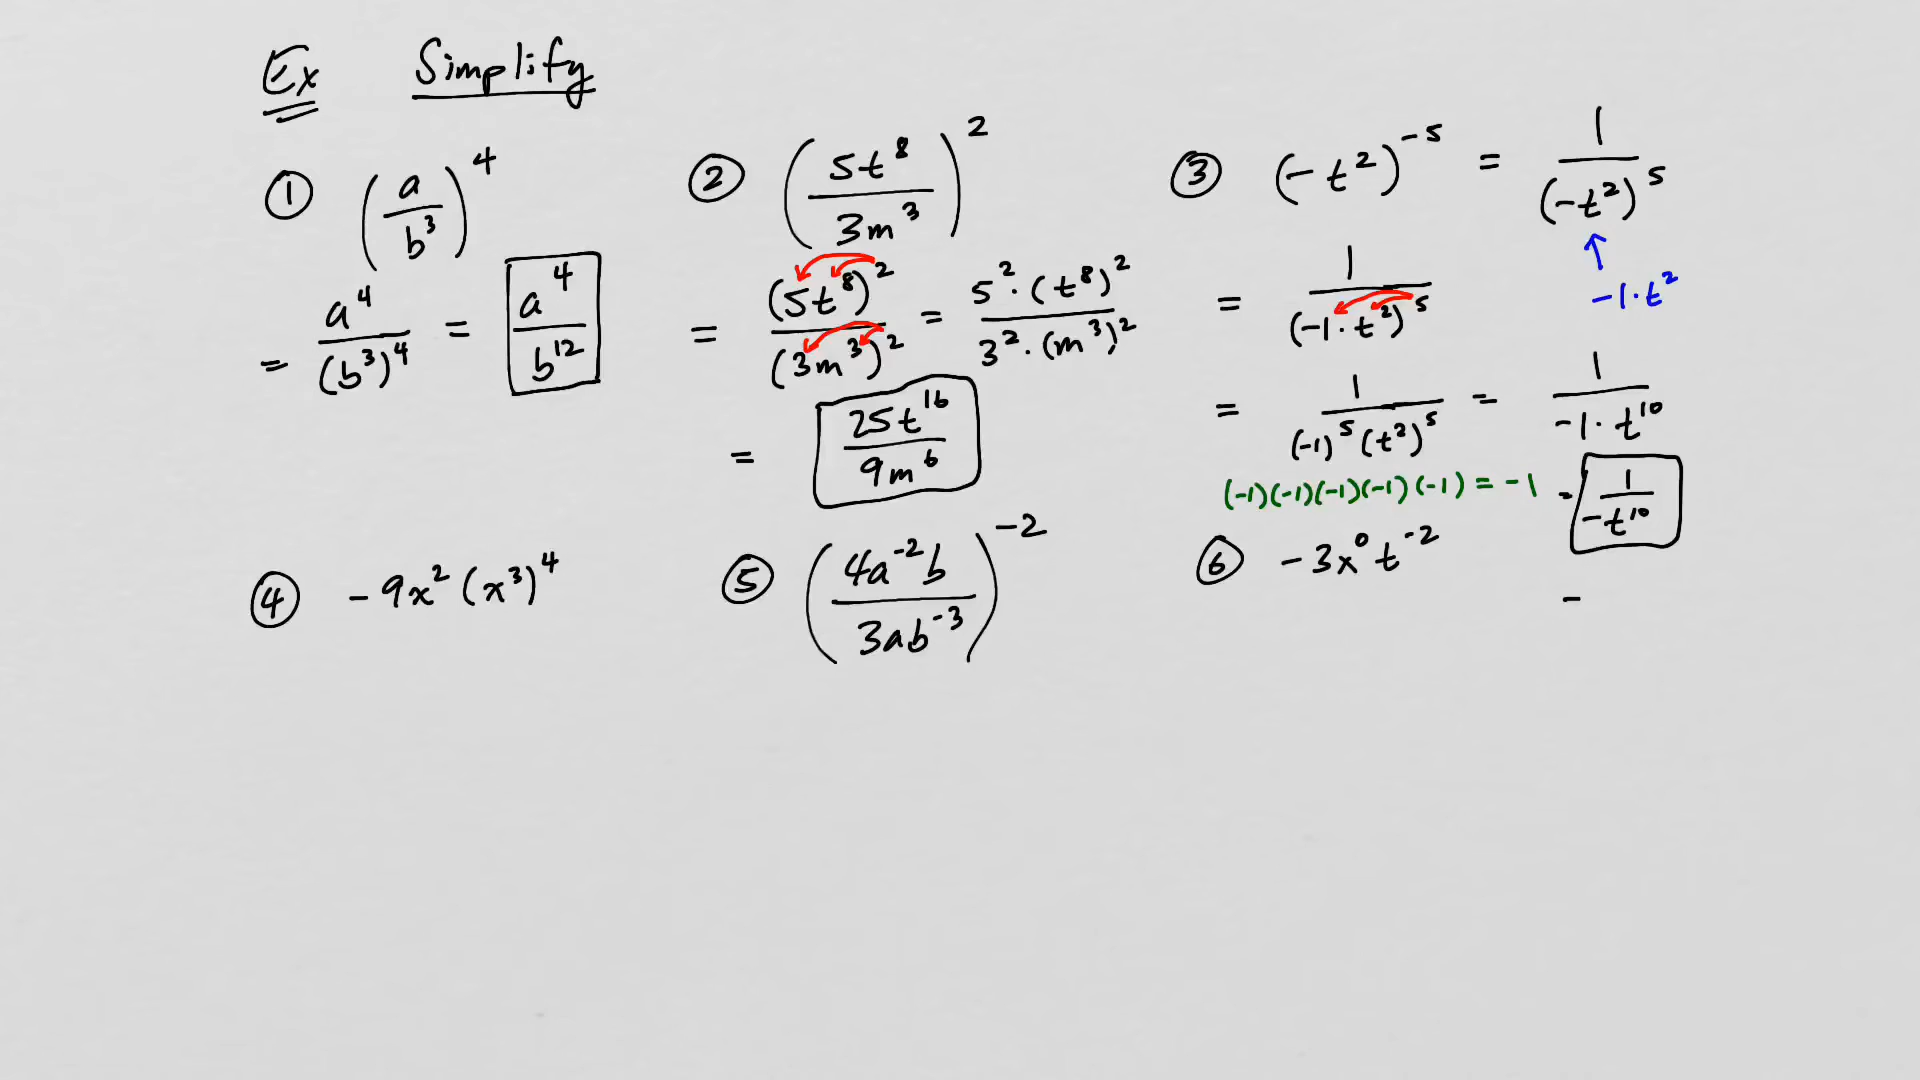 Ex Simplify
① (a/b³)⁴
= a⁴/(b³)⁴ = a⁴/b¹²
② (5t⁸/3m³)²
= (5t⁸)²/(3m³)² = 5²·(t⁸)²/3²·(m³)²
= 25t¹⁶/9m⁶
③ (-t²)⁻⁵ = 1/(-t²)⁵
-1·t²
= 1/(-1·t²)⁵
= 1/(-1)⁵(t²)⁵ = 1/-1·t¹⁰
(-1)(-1)(-1)(-1)(-1) = -1
= 1/-t¹⁰
④ -9x²(x³)⁴
⑤ (4a⁻²b/3ab⁻³)⁻²
⑥ -3x⁰t⁻²
-